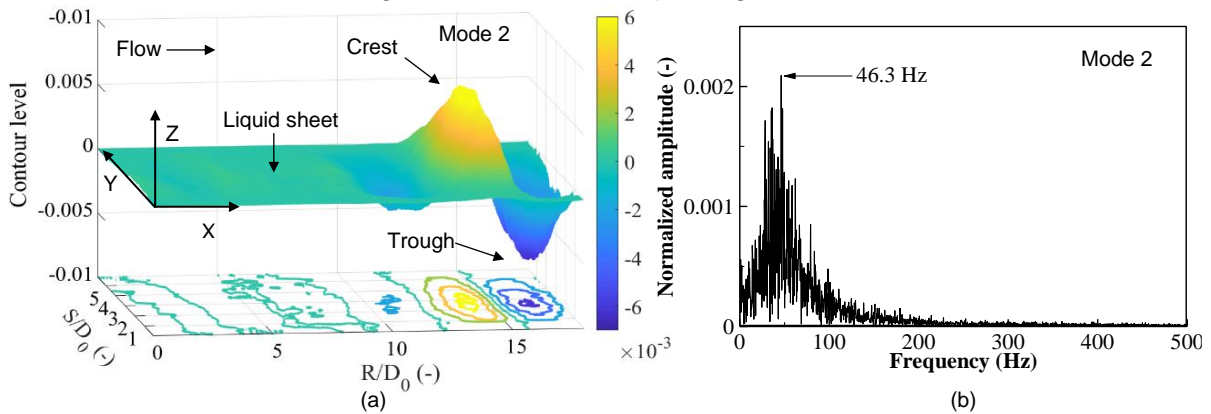 -0.01
0.005
0
-0.005
-0.01
Contour level
Flow
Mode 2
Crest
Liquid sheet
Z
Y
X
Trough
5
4
3
2
1
S/D0 (-)
0
5
10
15
R/D0 (-)
6
4
2
0
-2
-4
-6
×10-3
(a)
Normalized amplitude (-)
0.002
0.001
0
Mode 2
46.3 Hz
0
100
200
300
400
500
Frequency (Hz)
(b)